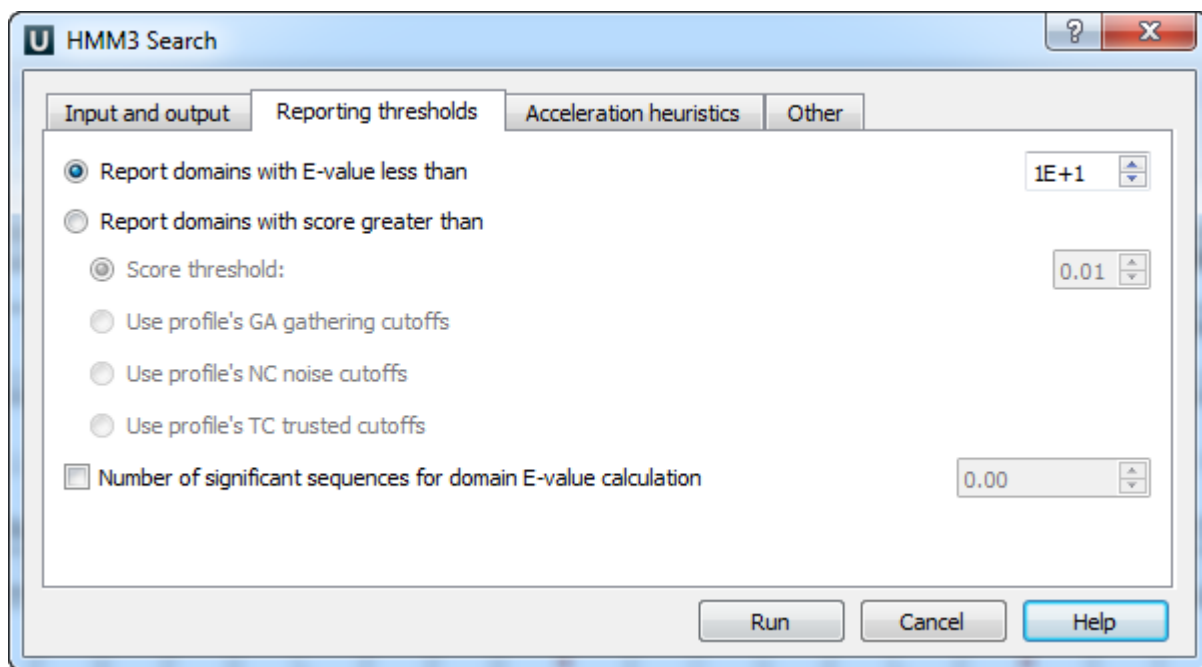 U HMM3 Search ? X
Input and output Reporting thresholds Acceleration heuristics Other
Report domains with E-value less than 1E+1
Report domains with score greater than
Score threshold: 0.01
Use profile's GA gathering cutoffs
Use profile's NC noise cutoffs
Use profile's TC trusted cutoffs
Number of significant sequences for domain E-value calculation 0.00
Run Cancel Help